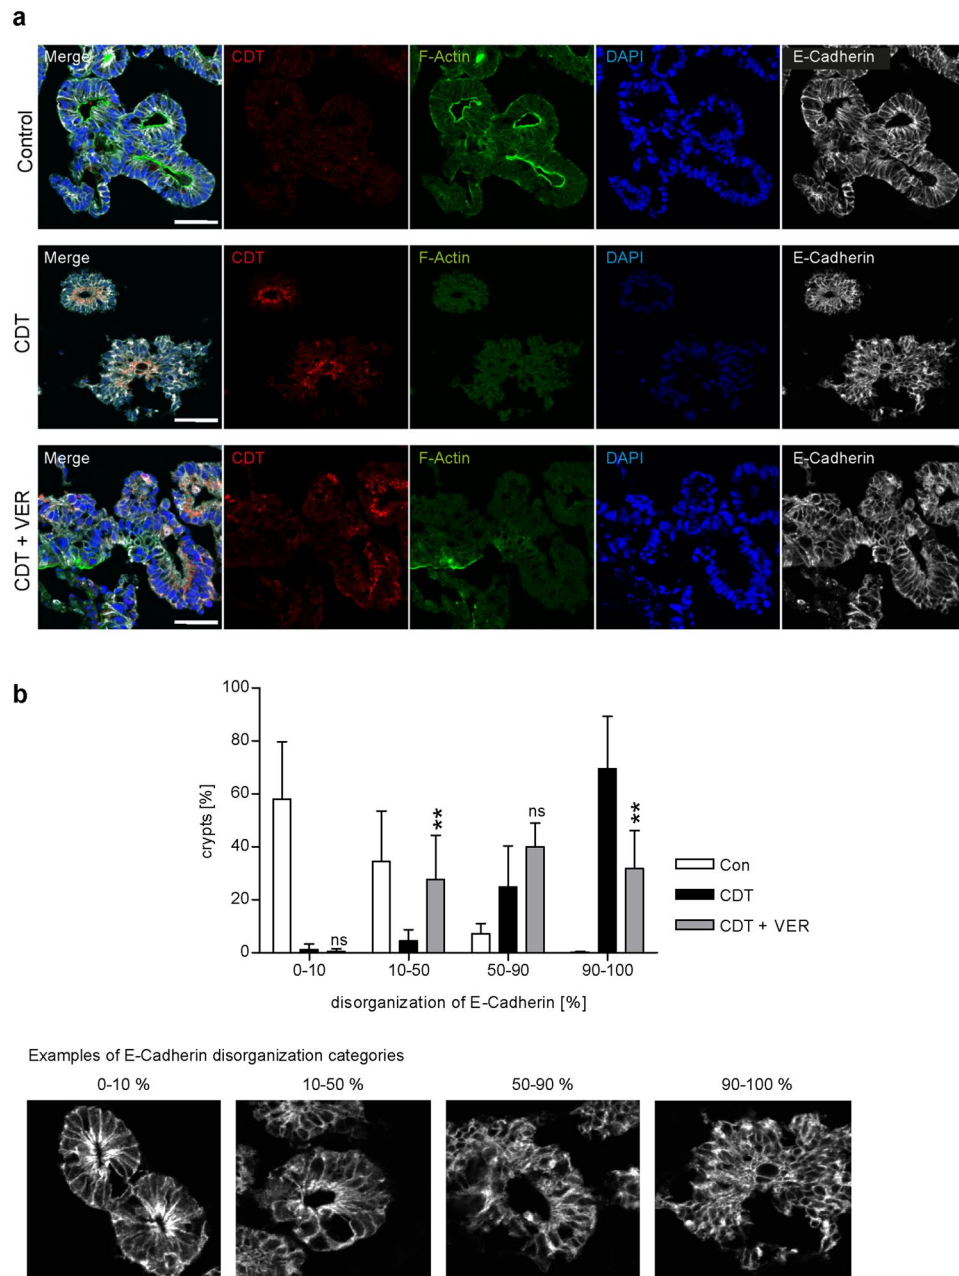 a
Merge CDT F-Actin DAPI E-Cadherin
Control
Merge CDT F-Actin DAPI E-Cadherin
CDT
Merge CDT F-Actin DAPI E-Cadherin
CDT + VER
b
crypts [%]
100
80
60
40
20
0
ns
**
ns
**
0-10 10-50 50-90 90-100
disorganization of E-Cadherin [%]
Con
CDT
CDT + VER
Examples of E-Cadherin disorganization categories
0-10 % 10-50 % 50-90 % 90-100 %